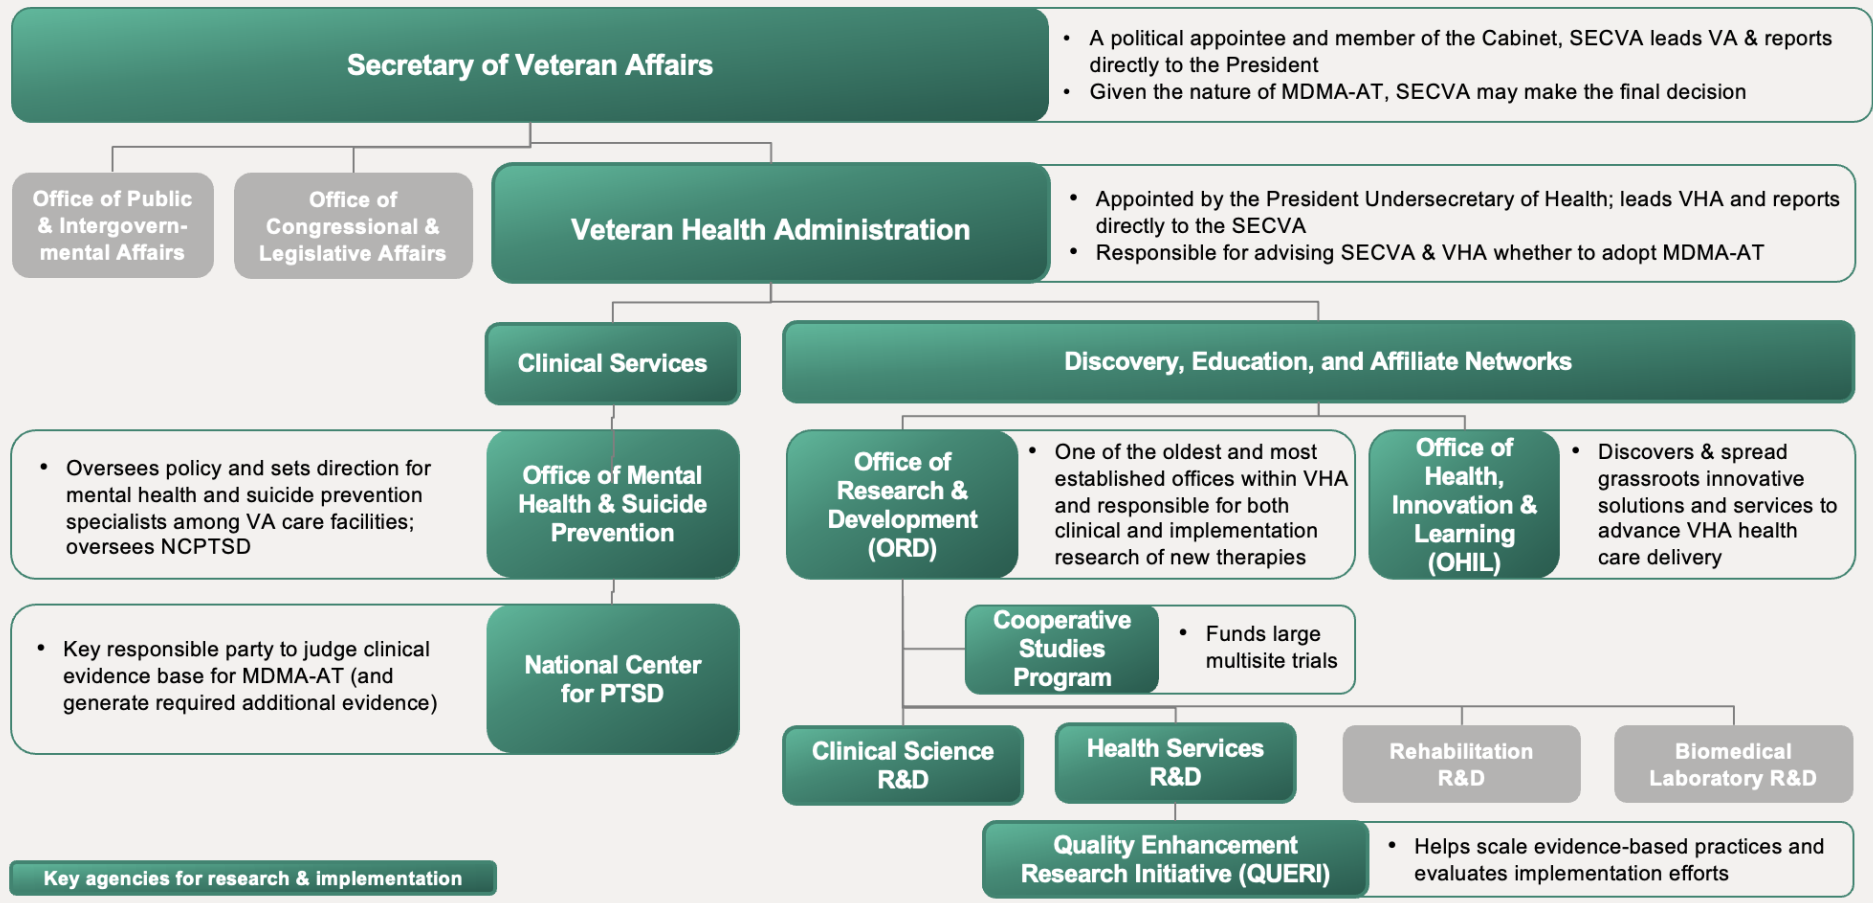 Secretary of Veteran Affairs
• A political appointee and member of the Cabinet, SECVA leads VA & reports
directly to the President
• Given the nature of MDMA-AT, SECVA may make the final decision
Office of Public
& Intergovern-
mental Affairs
Office of
Congressional &
Legislative Affairs
Veteran Health Administration
• Appointed by the President Undersecretary of Health; leads VHA and reports
directly to the SECVA
• Responsible for advising SECVA & VHA whether to adopt MDMA-AT
Clinical Services
Discovery, Education, and Affiliate Networks
• Oversees policy and sets direction for
mental health and suicide prevention
specialists among VA care facilities;
oversees NCPTSD
Office of Mental
Health & Suicide
Prevention
Office of
Research &
Development
(ORD)
• One of the oldest and most
established offices within VHA
and responsible for both
clinical and implementation
research of new therapies
Office of
Health,
Innovation &
Learning
(OHIL)
• Discovers & spread
grassroots innovative
solutions and services to
advance VHA health
care delivery
• Key responsible party to judge clinical
evidence base for MDMA-AT (and
generate required additional evidence)
National Center
for PTSD
Cooperative
Studies
Program
• Funds large
multisite trials
Clinical Science
R&D
Health Services
R&D
Rehabilitation
R&D
Biomedical
Laboratory R&D
Quality Enhancement
Research Initiative (QUERI)
• Helps scale evidence-based practices and
evaluates implementation efforts
Key agencies for research & implementation